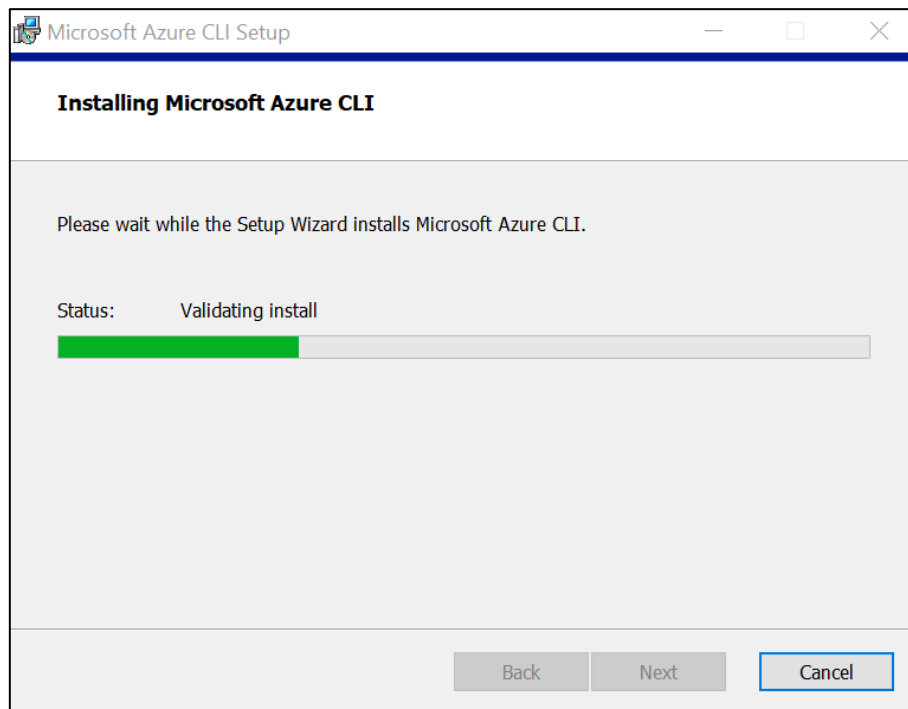 Microsoft Azure CLI Setup
Installing Microsoft Azure CLI
Please wait while the Setup Wizard installs Microsoft Azure CLI.
Status: Validating install
Back Next Cancel